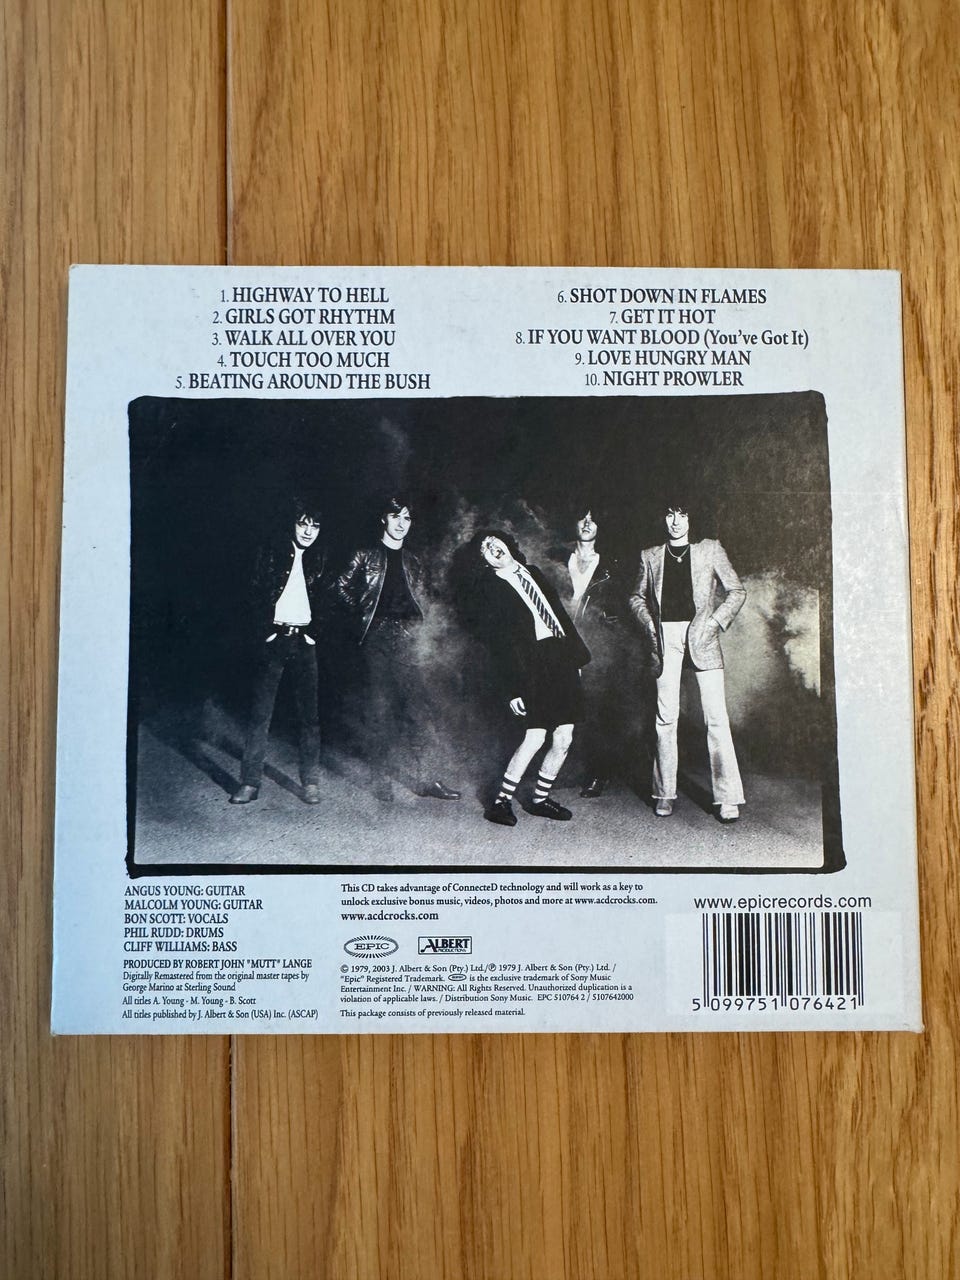 1. HIGHWAY TO HELL
2. GIRLS GOT RHYTHM
3. WALK ALL OVER YOU
4. TOUCH TOO MUCH
5. BEATING AROUND THE BUSH
6. SHOT DOWN IN FLAMES
7. GET IT HOT
8. IF YOU WANT BLOOD (You've Got It)
9. LOVE HUNGRY MAN
10. NIGHT PROWLER
ANGUS YOUNG: GUITAR
MALCOLM YOUNG: GUITAR
BON SCOTT: VOCALS
PHIL RUDD: DRUMS
CLIFF WILLIAMS: BASS
PRODUCED BY ROBERT JOHN "MUTT" LANGE
Digitally Remastered from the original master tapes by
George Marino at Sterling Sound
All titles A. Young - M. Young - B. Scott
All titles published by J. Albert & Son (USA) Inc. (ASCAP)
This CD takes advantage of ConnecteD technology and will work as a key to
unlock exclusive bonus music, videos, photos and more at www.acdcrocks.com.
www.acdcrocks.com
EPIC
ALBERT
PRODUCTIONS
© 1979, 2003 J. Albert & Son (Pty.) Ltd./℗ 1979 J. Albert & Son (Pty.) Ltd. /
"Epic" Registered Trademark. EPIC is the exclusive trademark of Sony Music
Entertainment Inc. / WARNING: All Rights Reserved. Unauthorized duplication is a
violation of applicable laws. / Distribution Sony Music. EPC 510764 2 / 5107642000
This package consists of previously released material.
www.epicrecords.com
5 099751 076421